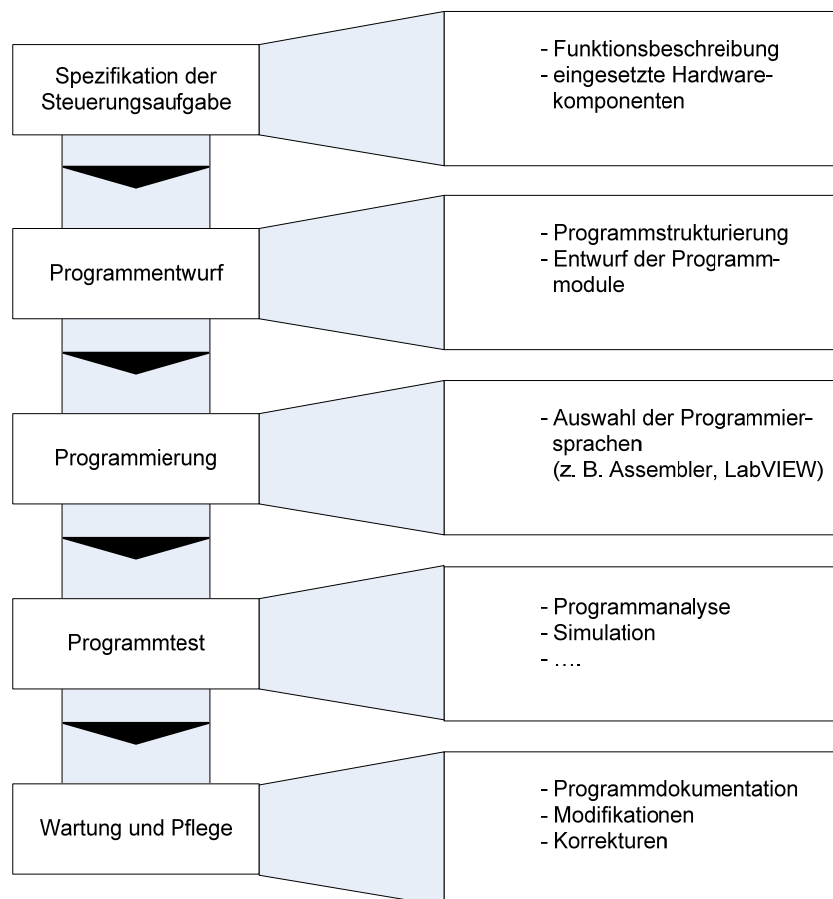 Spezifikation der
Steuerungsaufgabe
- Funktionsbeschreibung
- eingesetzte Hardware-
komponenten
Programmentwurf
- Programmstrukturierung
- Entwurf der Programm-
module
Programmierung
- Auswahl der Programmier-
sprachen
(z. B. Assembler, LabVIEW)
Programmtest
- Programmanalyse
- Simulation
- ….
Wartung und Pflege
- Programmdokumentation
- Modifikationen
- Korrekturen